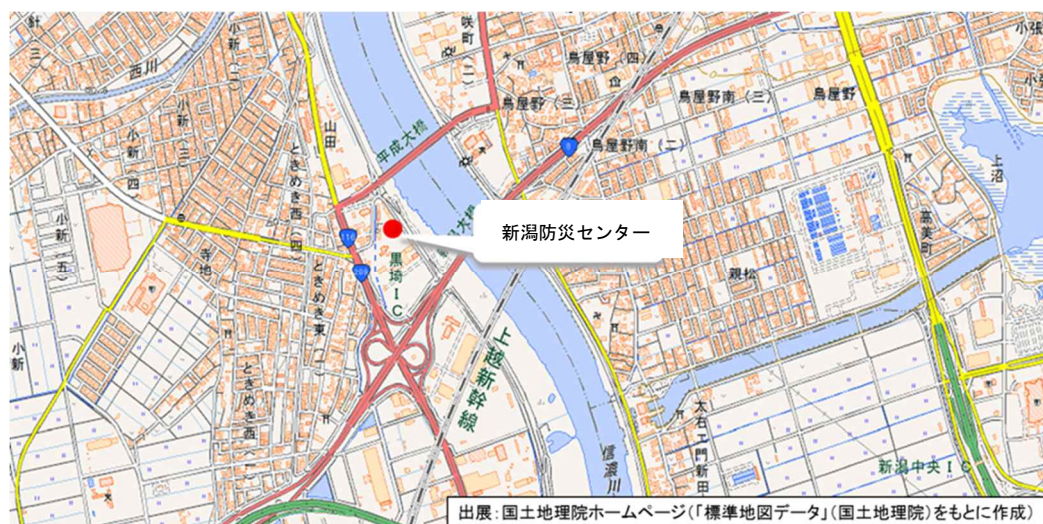 小新(三)
小新(二)
西川
小新(三)
小新(四)
小新(五)
小新
寺地
山田
ときめき西(四)
ときめき東(一)
ときめき西(一)
平成大橋
黒埼IC
116
新潟防災センター
上越新幹線
信濃川
鳥屋野(四)
鳥屋野(三)
8
鳥屋野南(二)
鳥屋野南(三)
鳥屋野
上沼
高美町
親松
太右エ門新田
新潟中央IC
出展:国土地理院ホームページ(「標準地図データ」(国土地理院)をもとに作成)